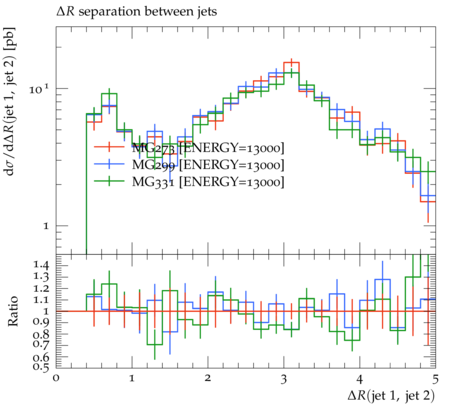 ΔR separation between jets
dσ/dΔR(jet 1, jet 2) [pb]
10¹
1
MG273 [ENERGY=13000]
MG299 [ENERGY=13000]
MG331 [ENERGY=13000]
Ratio
1.4
1.3
1.2
1.1
1
0.9
0.8
0.7
0.6
0.5
0 1 2 3 4 5
ΔR(jet 1, jet 2)